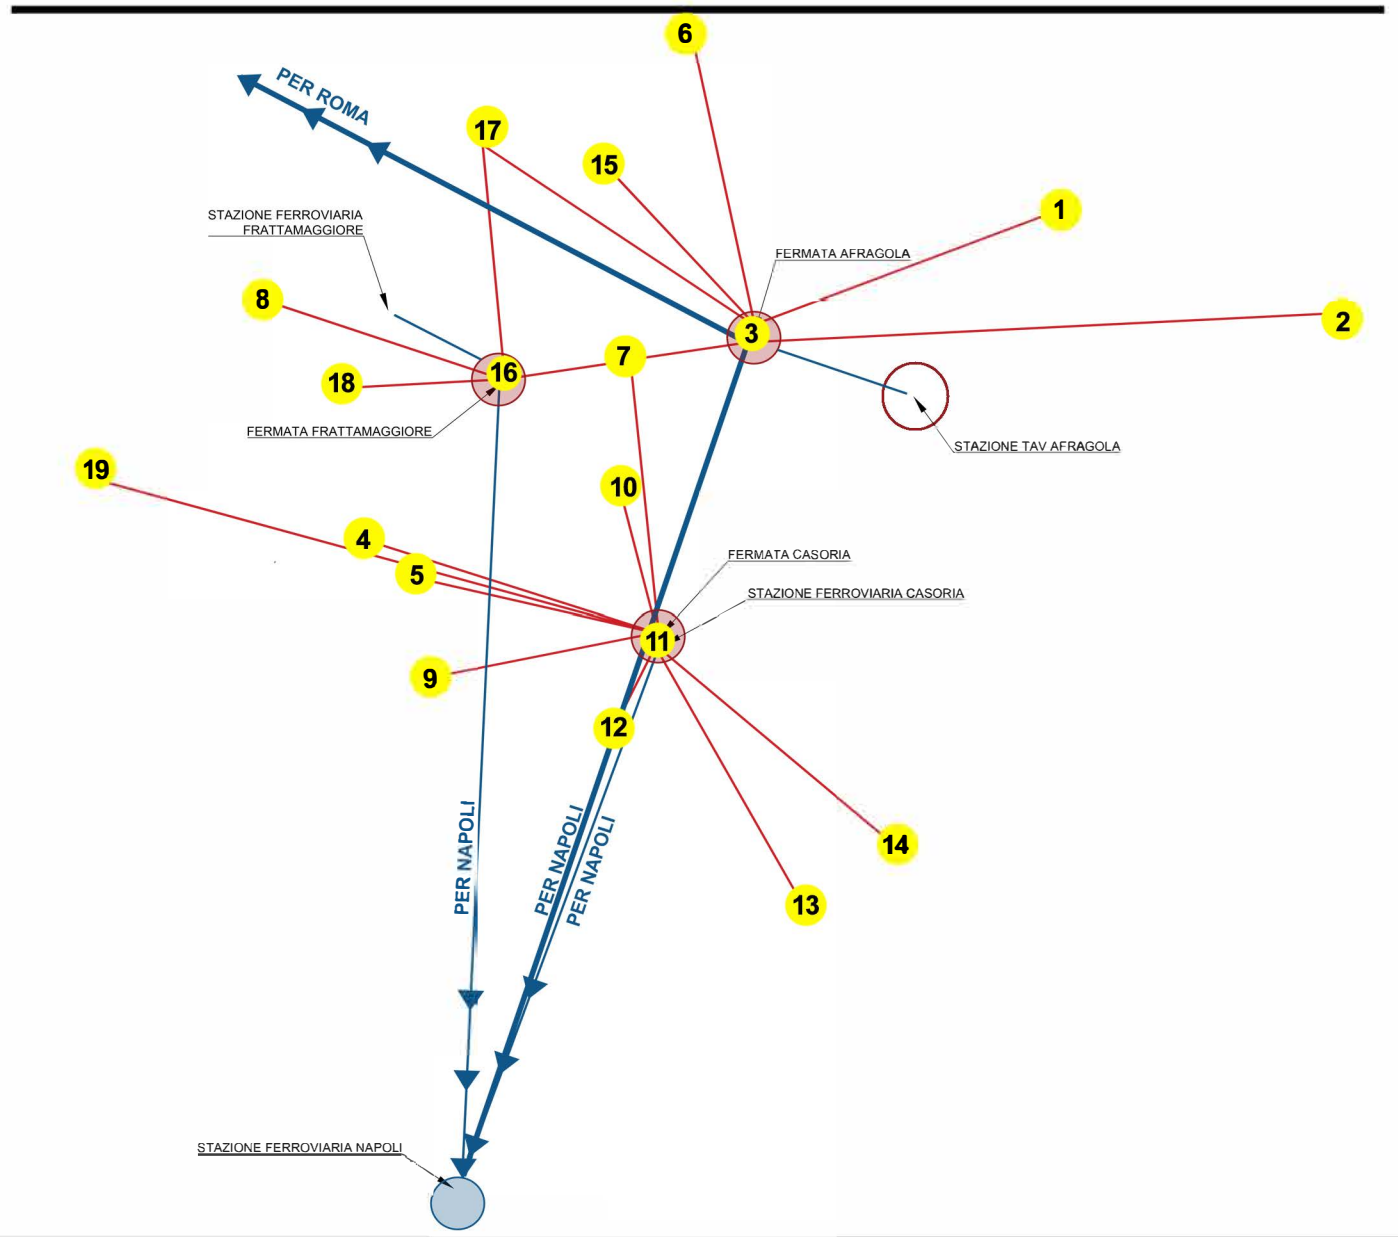 6
PER ROMA
17
15
1
STAZIONE FERROVIARIA
FRATTAMAGGIORE
FERMATA AFRAGOLA
8
2
3
7
16
18
FERMATA FRATTAMAGGIORE
STAZIONE TAV AFRAGOLA
19
10
4
FERMATA CASORIA
5
STAZIONE FERROVIARIA CASORIA
11
9
12
PER NAPOLI
PER NAPOLI
PER NAPOLI
14
13
STAZIONE FERROVIARIA NAPOLI